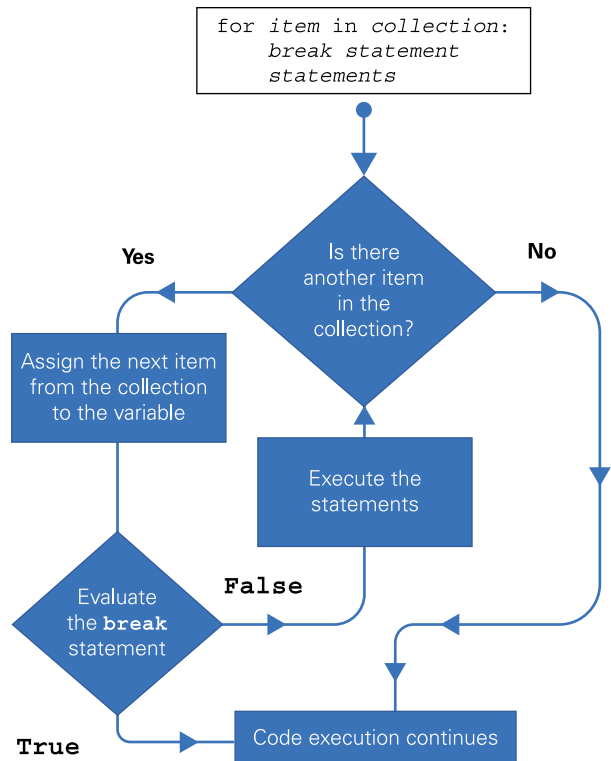 for item in collection:
break statement
statements
Is there
another item
in the
collection?
Yes
No
Assign the next item
from the collection
to the variable
Execute the
statements
Evaluate
the break
statement
False
True
Code execution continues